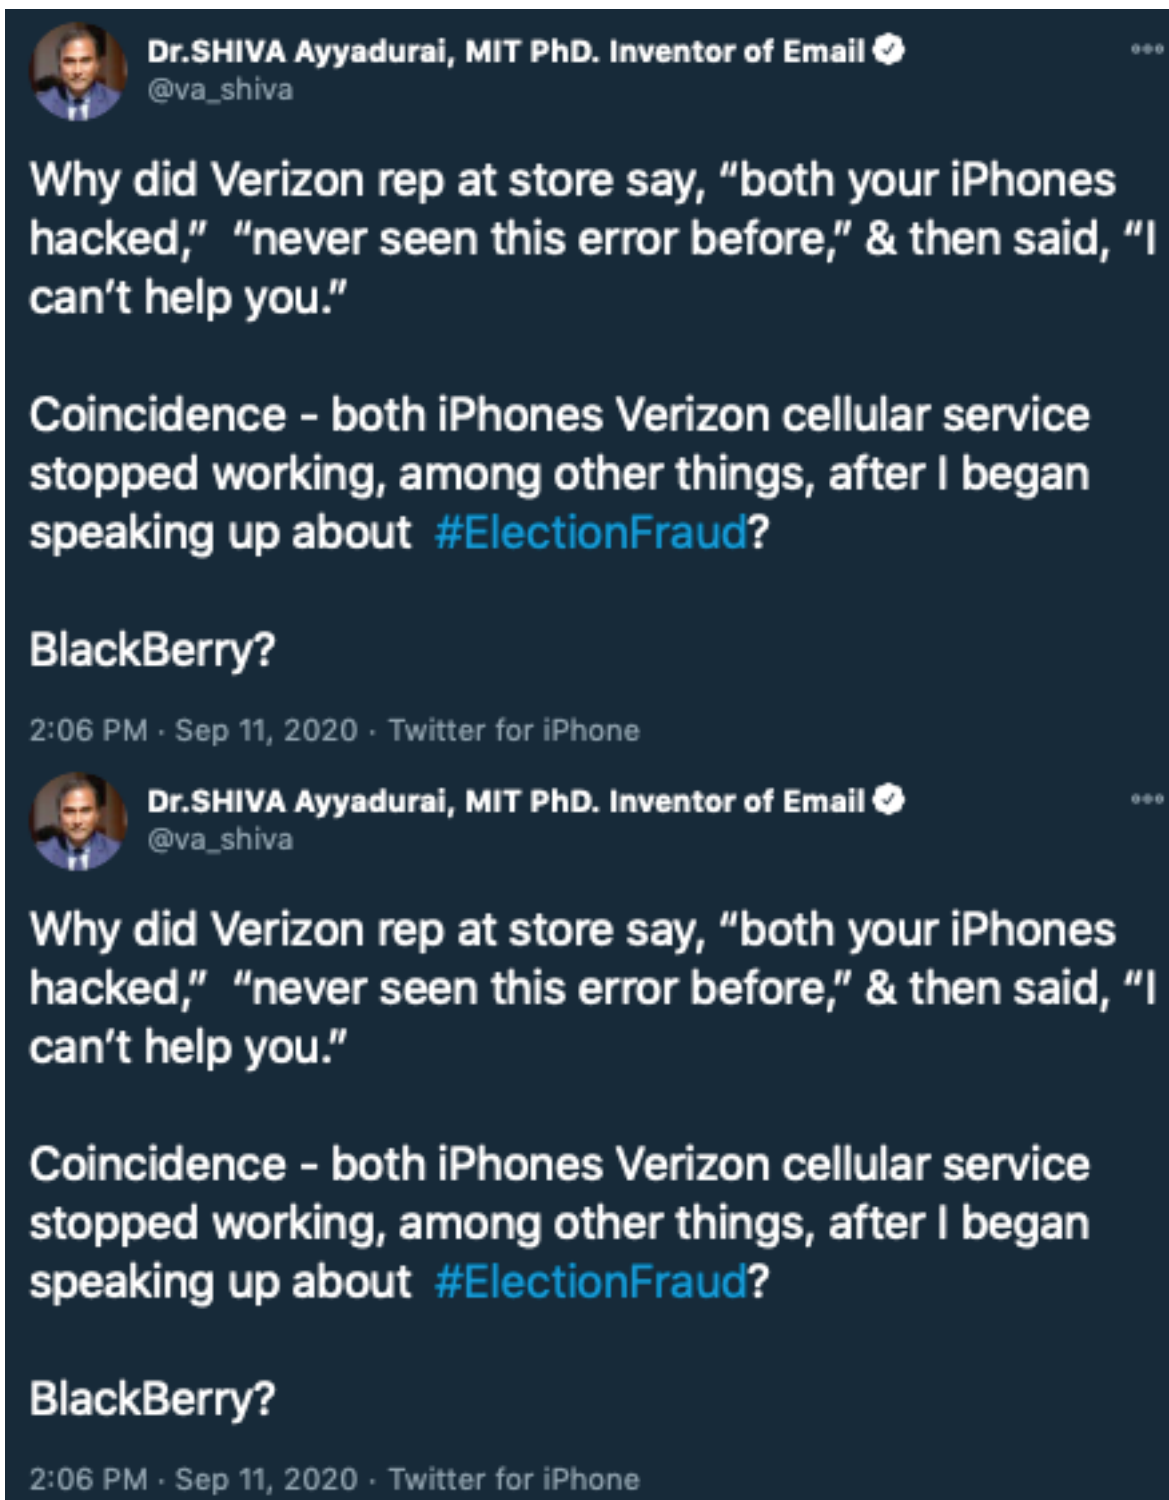 Dr.SHIVA Ayyadurai, MIT PhD. Inventor of Email
@va_shiva
Why did Verizon rep at store say, “both your iPhones
hacked,”  “never seen this error before,” & then said, “I
can’t help you.”
Coincidence - both iPhones Verizon cellular service
stopped working, among other things, after I began
speaking up about  #ElectionFraud?
BlackBerry?
2:06 PM · Sep 11, 2020 · Twitter for iPhone
Dr.SHIVA Ayyadurai, MIT PhD. Inventor of Email
@va_shiva
Why did Verizon rep at store say, “both your iPhones
hacked,”  “never seen this error before,” & then said, “I
can’t help you.”
Coincidence - both iPhones Verizon cellular service
stopped working, among other things, after I began
speaking up about  #ElectionFraud?
BlackBerry?
2:06 PM · Sep 11, 2020 · Twitter for iPhone